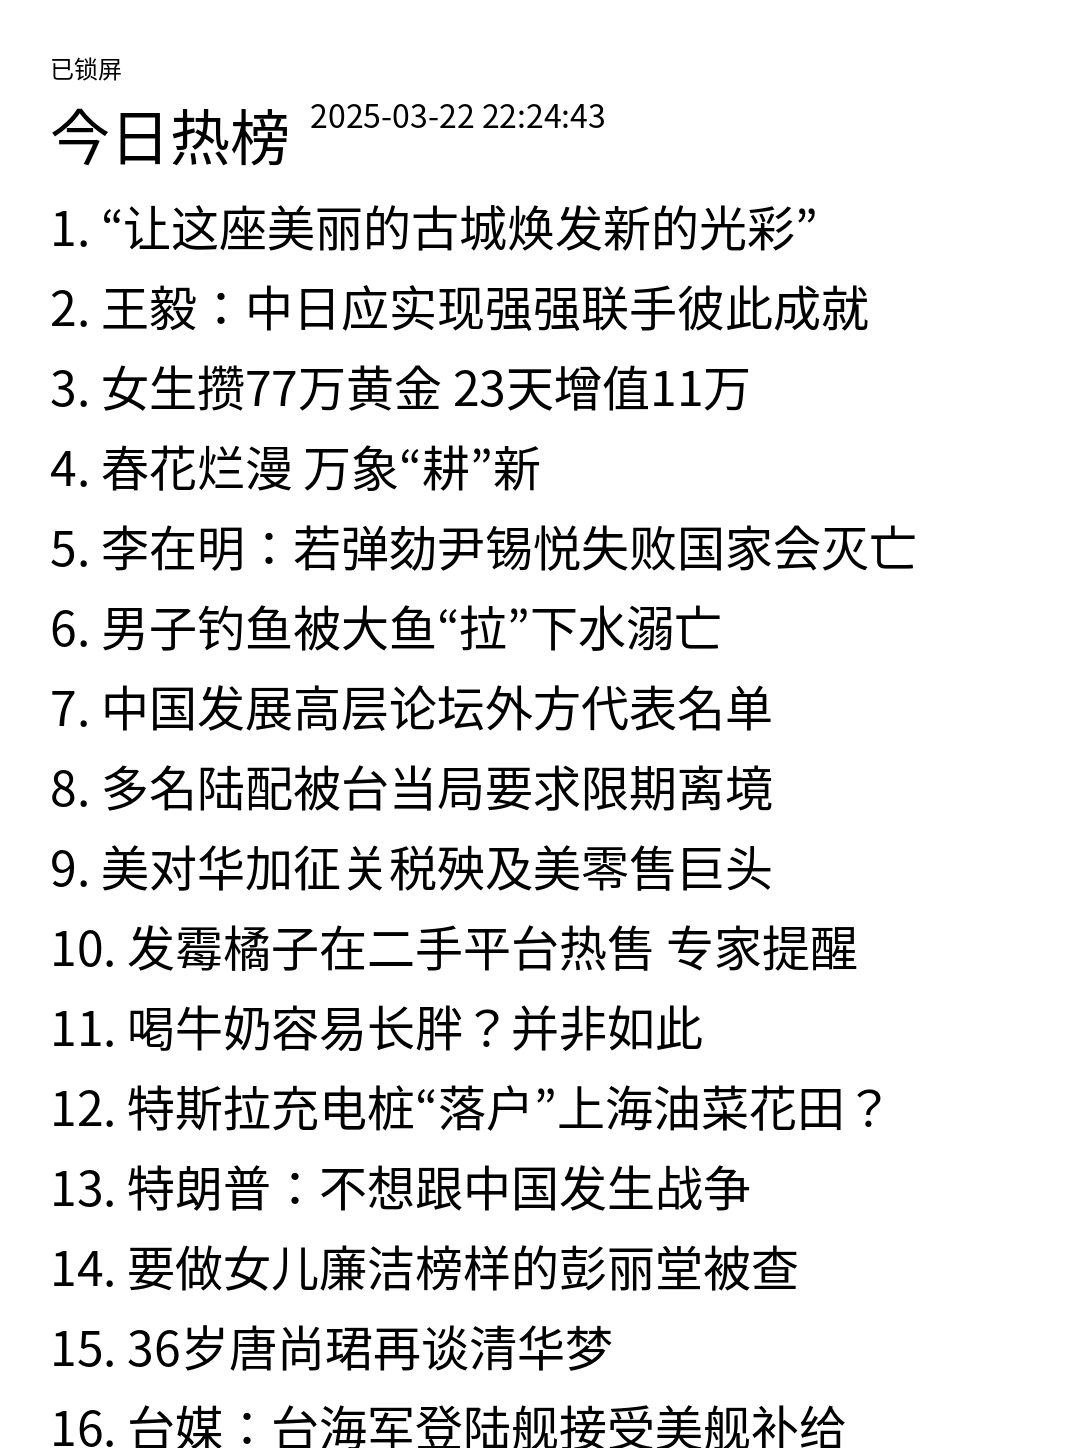 已锁屏
今日热榜 2025-03-22 22:24:43
1. “让这座美丽的古城焕发新的光彩”
2. 王毅：中日应实现强强联手彼此成就
3. 女生攒77万黄金 23天增值11万
4. 春花烂漫 万象“耕”新
5. 李在明：若弹劾尹锡悦失败国家会灭亡
6. 男子钓鱼被大鱼“拉”下水溺亡
7. 中国发展高层论坛外方代表名单
8. 多名陆配被台当局要求限期离境
9. 美对华加征关税殃及美零售巨头
10. 发霉橘子在二手平台热售 专家提醒
11. 喝牛奶容易长胖？并非如此
12. 特斯拉充电桩“落户”上海油菜花田？
13. 特朗普：不想跟中国发生战争
14. 要做女儿廉洁榜样的彭丽堂被查
15. 36岁唐尚珺再谈清华梦
16. 台媒：台海军登陆舰接受美舰补给